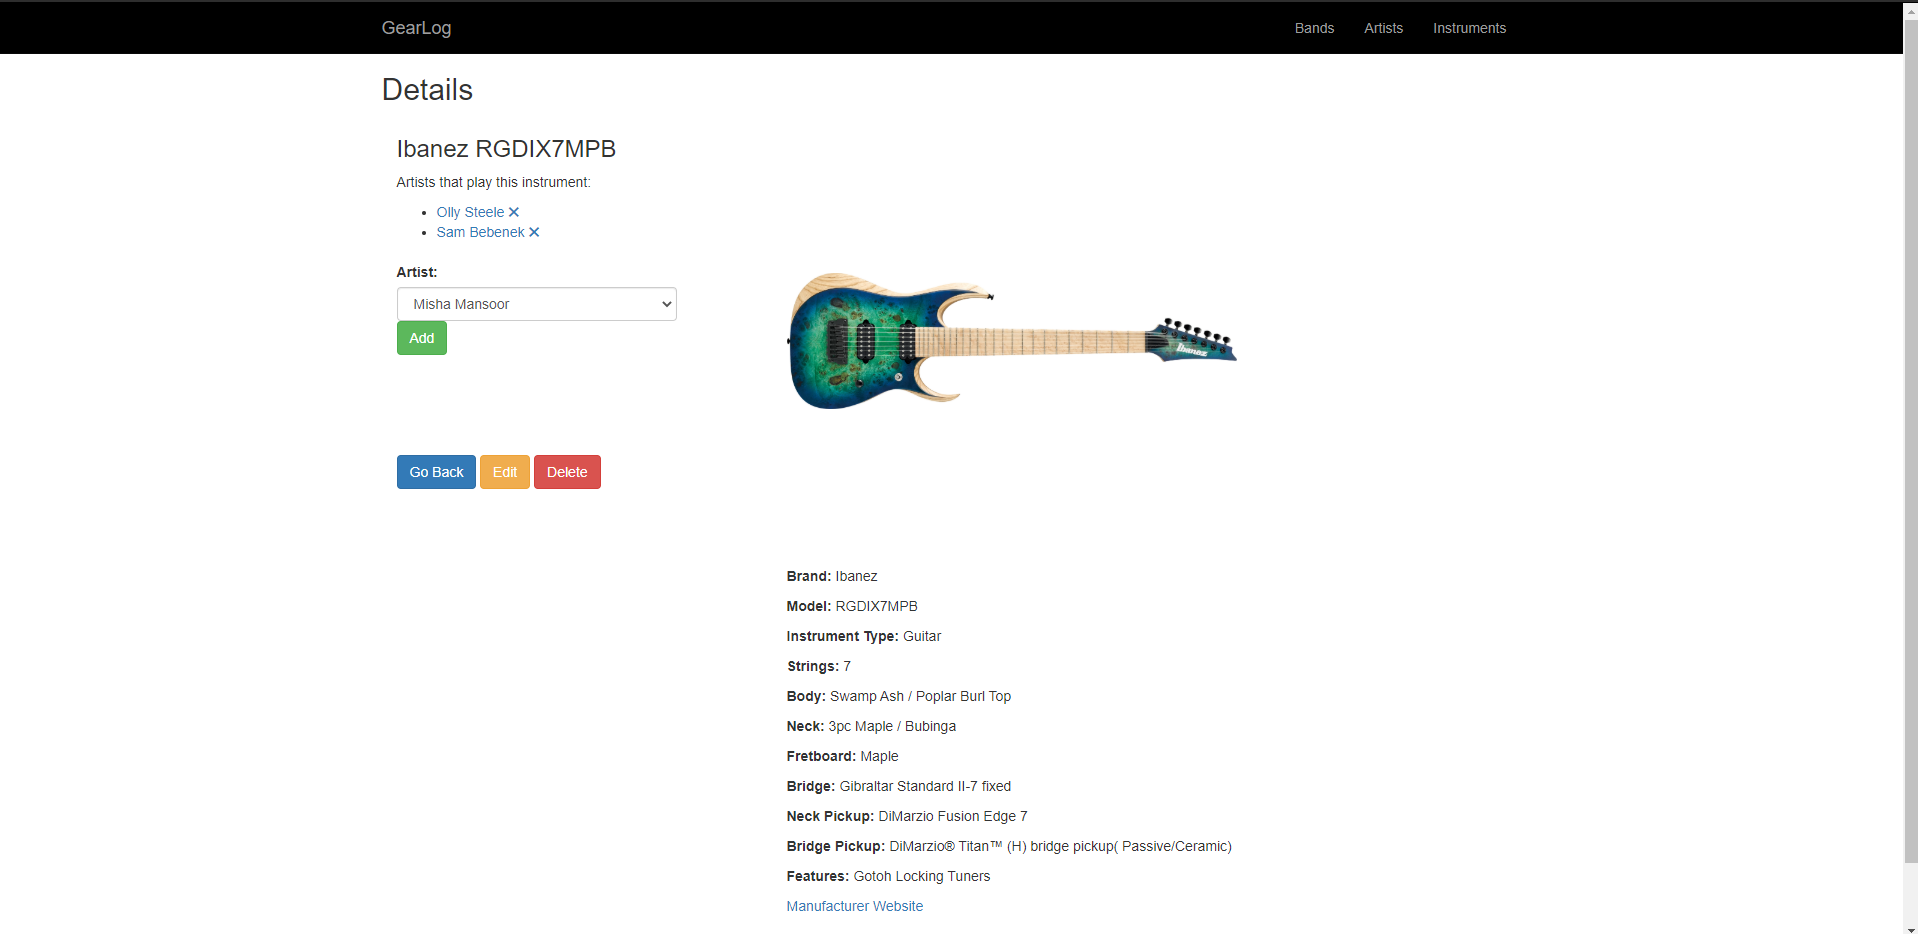 GearLog
Bands Artists Instruments
Details
Ibanez RGDIX7MPB
Artists that play this instrument:
Olly Steele
Sam Bebenek
Artist:
Misha Mansoor
Add
Ibanez
Go Back Edit Delete
Brand: Ibanez
Model: RGDIX7MPB
Instrument Type: Guitar
Strings: 7
Body: Swamp Ash / Poplar Burl Top
Neck: 3pc Maple / Bubinga
Fretboard: Maple
Bridge: Gibraltar Standard II-7 fixed
Neck Pickup: DiMarzio Fusion Edge 7
Bridge Pickup: DiMarzio® Titan™ (H) bridge pickup( Passive/Ceramic)
Features: Gotoh Locking Tuners
Manufacturer Website